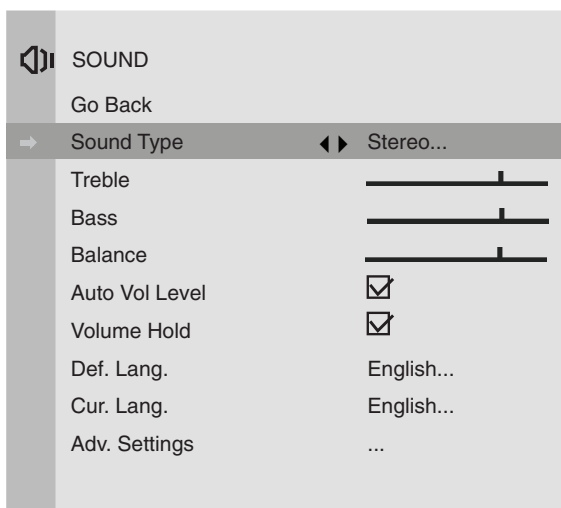 SOUND
Go Back
Sound Type Stereo...
Treble
Bass
Balance
Auto Vol Level
Volume Hold
Def. Lang. English...
Cur. Lang. English...
Adv. Settings ...